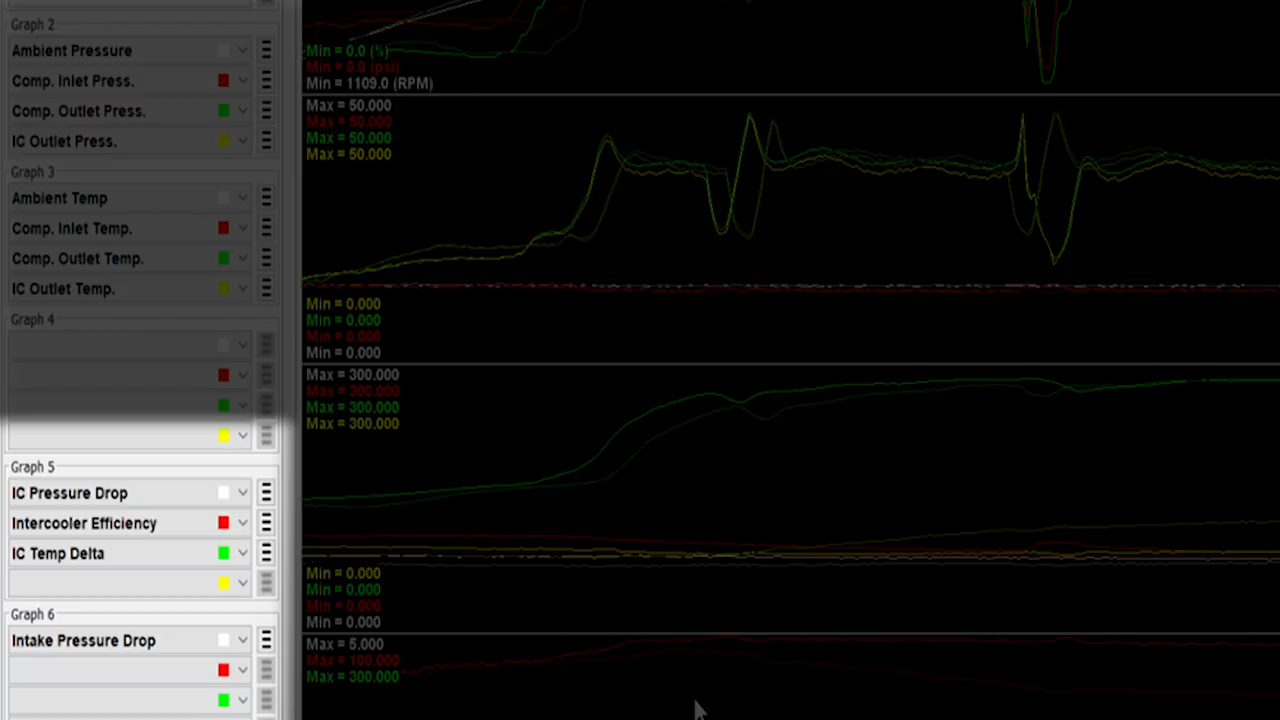 Graph 2
Ambient Pressure
Comp. Inlet Press.
Comp. Outlet Press.
IC Outlet Press.
Graph 3
Ambient Temp
Comp. Inlet Temp.
Comp. Outlet Temp.
IC Outlet Temp.
Graph 4
Graph 5
IC Pressure Drop
Intercooler Efficiency
IC Temp Delta
Graph 6
Intake Pressure Drop
Min = 0.0 (%)
Min = 0.0 (psi)
Min = 1109.0 (RPM)
Max = 50.000
Max = 50.000
Max = 50.000
Max = 50.000
Min = 0.000
Min = 0.000
Min = 0.000
Min = 0.000
Max = 300.000
Max = 300.000
Max = 300.000
Max = 300.000
Min = 0.000
Min = 0.000
Min = 0.000
Min = 0.000
Max = 5.000
Max = 100.000
Max = 300.000